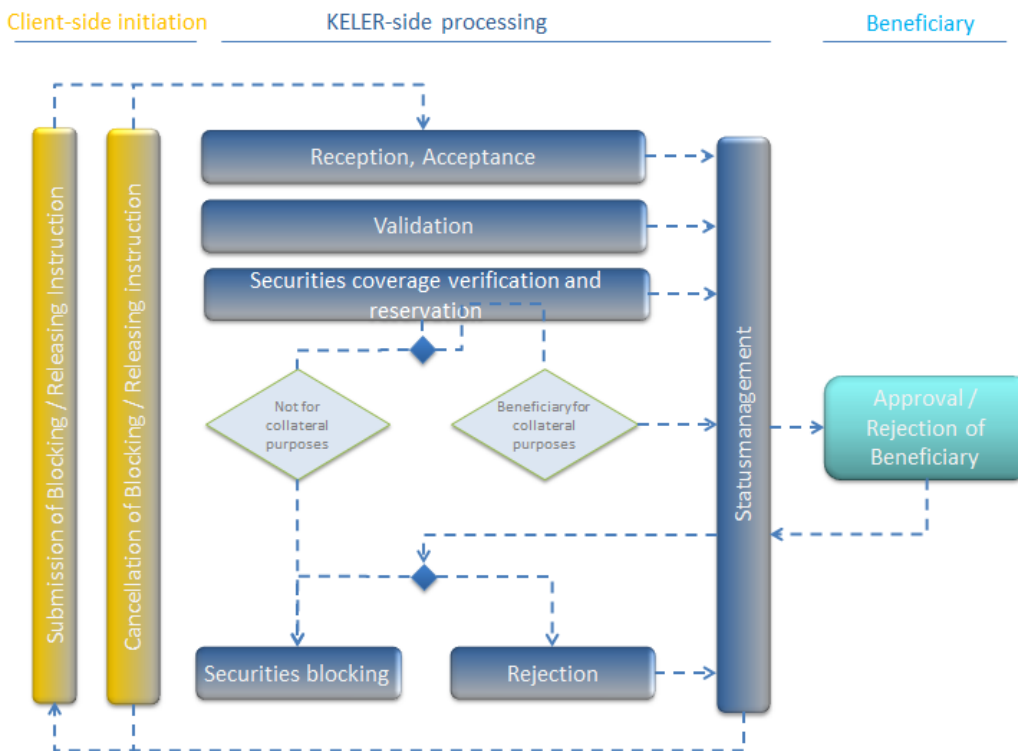 Client-side initiation
KELER-side processing
Beneficiary
Submission of Blocking / Releasing Instruction
Cancellation of Blocking / Releasing instruction
Reception, Acceptance
Validation
Securities coverage verification and
reservation
Not for
collateral
purposes
Beneficiary for
collateral
purposes
Statusmanagement
Approval /
Rejection of
Beneficiary
Securities blocking
Rejection